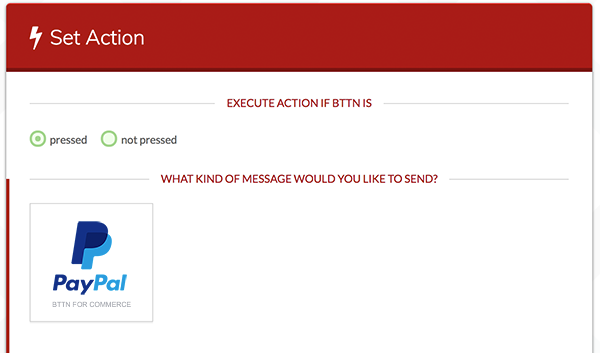 Set Action
EXECUTE ACTION IF BTTN IS
pressed not pressed
WHAT KIND OF MESSAGE WOULD YOU LIKE TO SEND?
PayPal
BTTN FOR COMMERCE